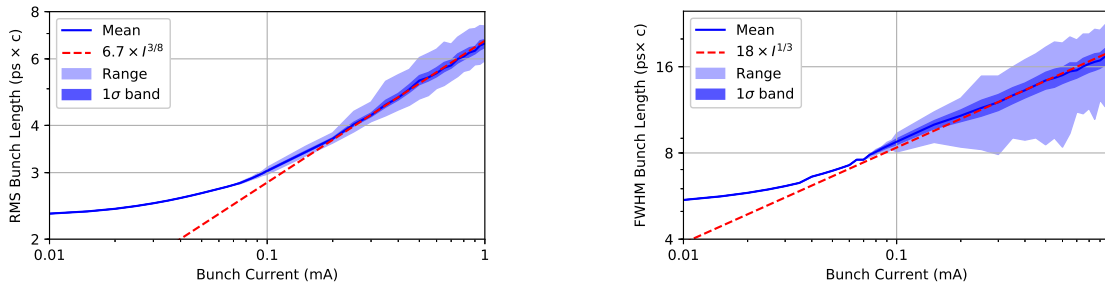 8
6
4
3
2
0.01
0.1
1
RMS Bunch Length (ps× c)
Bunch Current (mA)
Mean
6.7 × I^{3/8}
Range
1σ band
16
8
4
0.01
0.1
FWHM Bunch Length (ps× c)
Bunch Current (mA)
Mean
18 × I^{1/3}
Range
1σ band